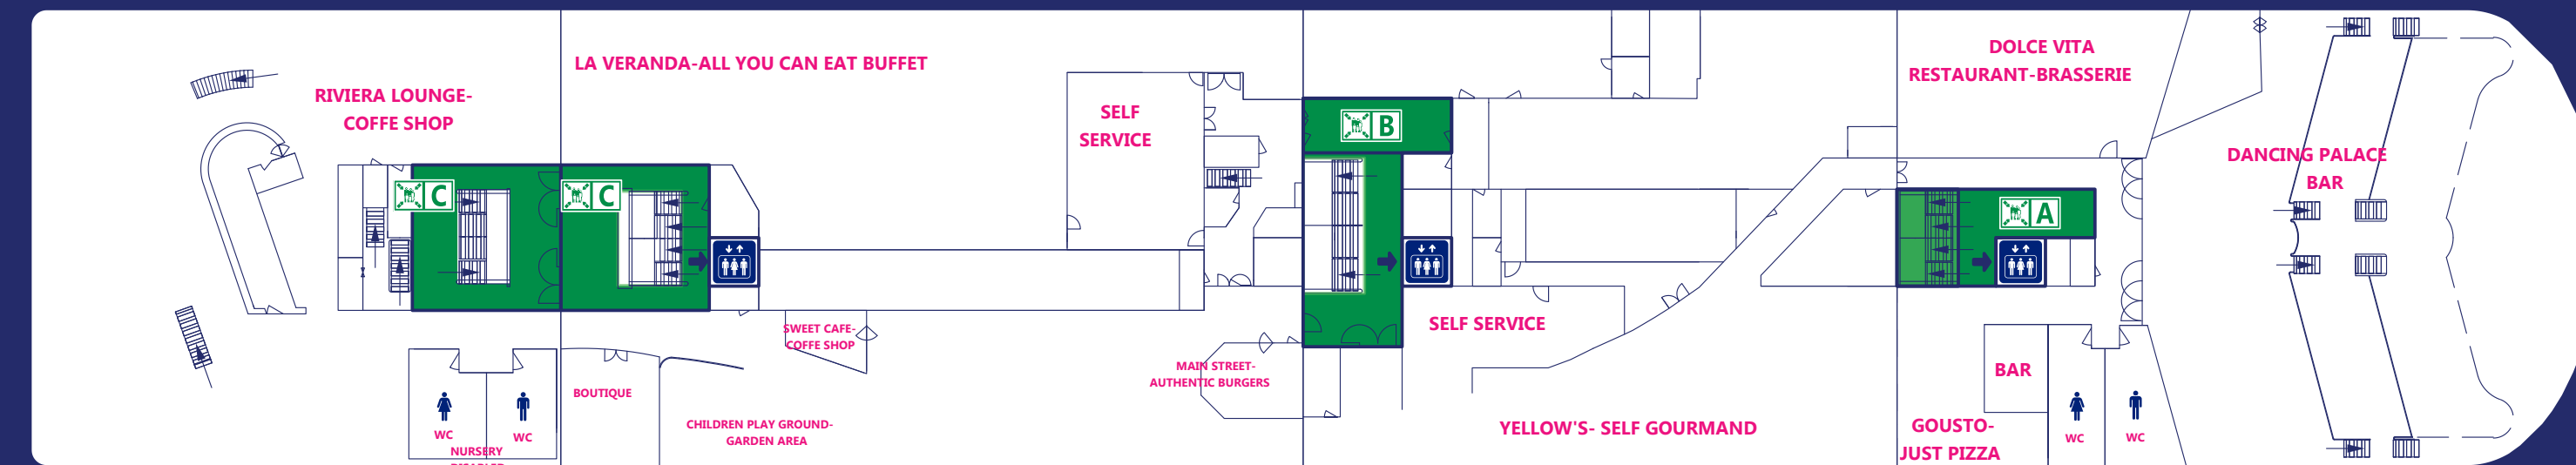 RIVIERA LOUNGE-
COFFE SHOP
LA VERANDA-ALL YOU CAN EAT BUFFET
SELF
SERVICE
DOLCE VITA
RESTAURANT-BRASSERIE
DANCING PALACE
BAR
C
C
B
A
SWEET CAFE-
COFFE SHOP
BOUTIQUE
CHILDREN PLAY GROUND-
GARDEN AREA
MAIN STREET-
AUTHENTIC BURGERS
SELF SERVICE
YELLOW'S- SELF GOURMAND
BAR
GOUSTO-
JUST PIZZA
WC
WC
NURSERY
WC
WC